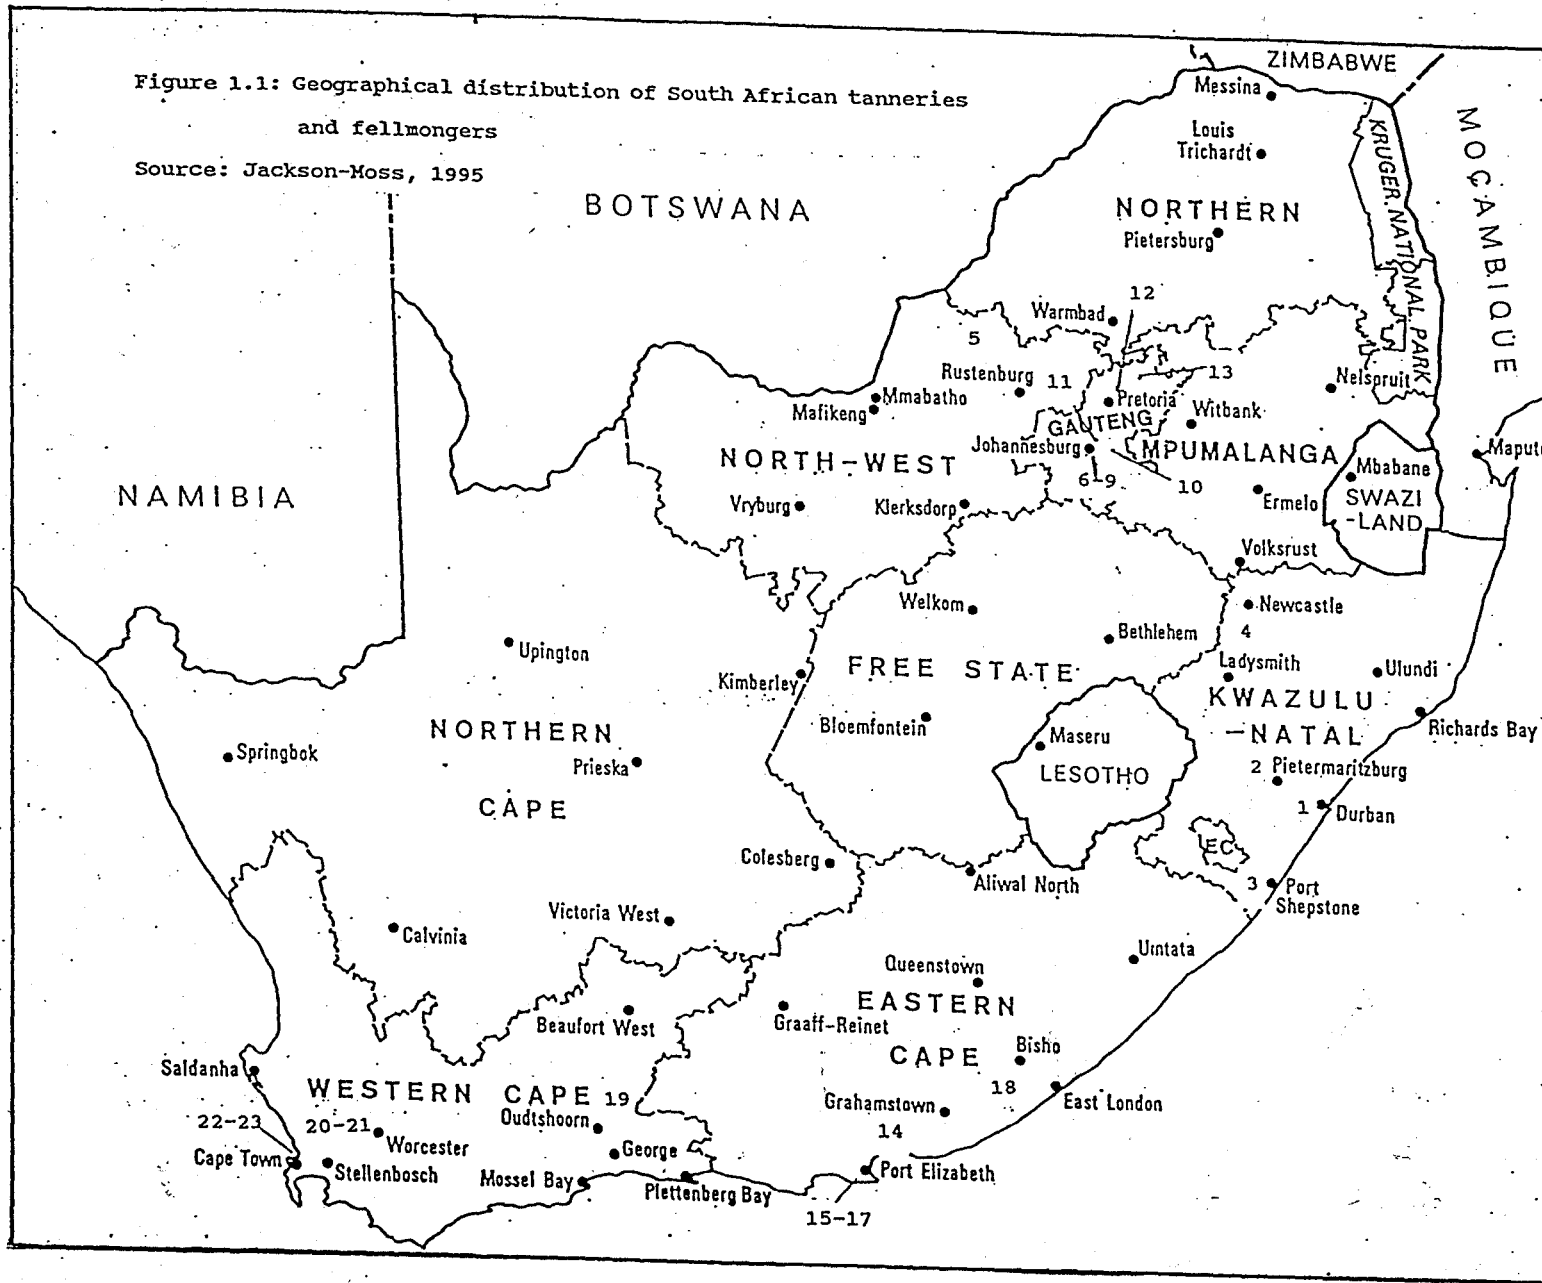 Figure 1.1: Geographical distribution of South African tanneries
and fellmongers
Source: Jackson-Moss, 1995
ZIMBABWE
Messina
Louis
Trichardt
KRUGER NATIONAL PARK
MOÇAMBIQUE
BOTSWANA
NORTHERN
Pietersburg
12
Warmbad
5
Rustenburg
11
13
Nelspruit
Mmabatho
Mafikeng
Pretoria
Witbank
GAUTENG
Johannesburg
MPUMALANGA
Maput
NORTH-WEST
Mbabane
6-9
10
NAMIBIA
SWAZI
-LAND
Vryburg
Klerksdorp
Ermelo
Volksrust
Welkom
Newcastle
4
Bethlehem
Upington
Ladysmith
Ulundi
Kimberley
FREE STATE
KWAZULU
-NATAL
Richards Bay
Bloemfontein
NORTHERN
CAPE
Springbok
Prieska
Maseru
LESOTHO
2
Pietermaritzburg
1
Durban
EC
Colesberg
Aliwal North
3
Port
Shepstone
Victoria West
Calvinia
Umtata
Queenstown
EASTERN
CAPE
Graaff-Reinet
Beaufort West
Bisho
18
Saldanha
WESTERN CAPE
19
East London
Grahamstown
14
22-23
20-21
Oudtshoorn
Worcester
George
Cape Town
Stellenbosch
Mossel Bay
Plettenberg Bay
Port Elizabeth
15-17